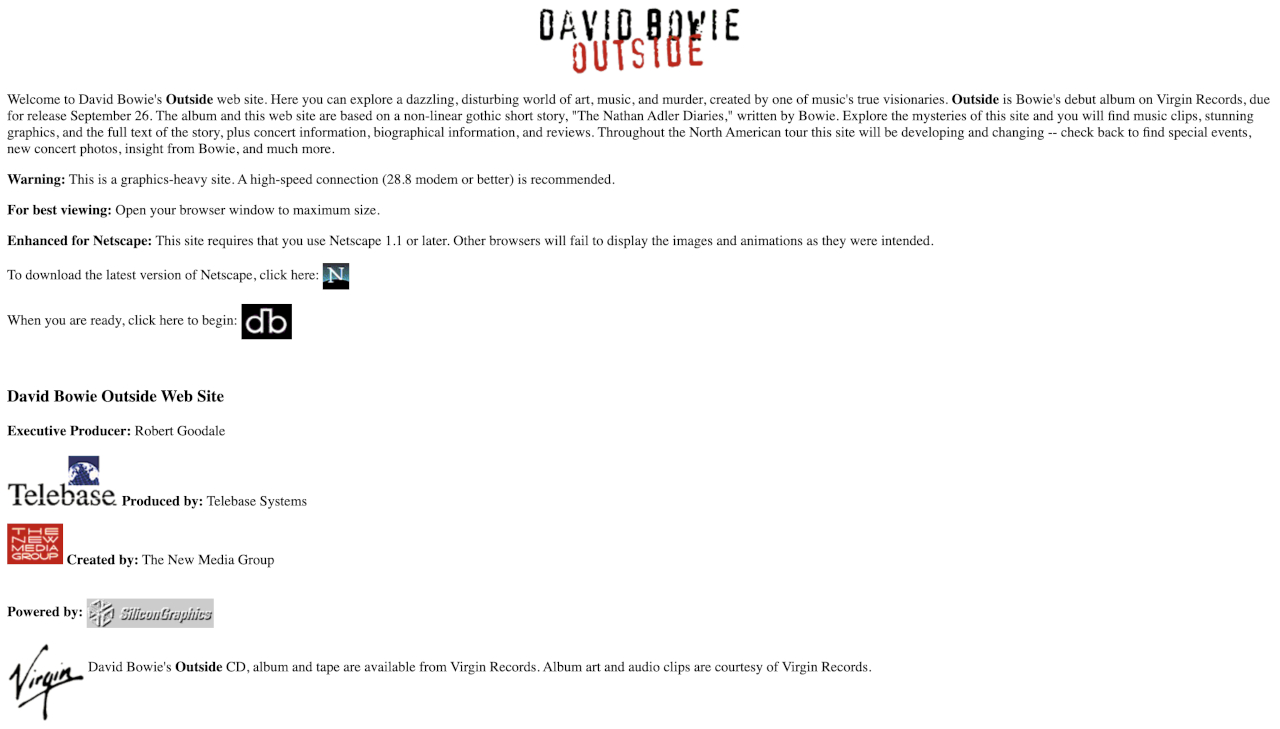 DAVID BOWIE
OUTSIDE
Welcome to David Bowie's Outside web site. Here you can explore a dazzling, disturbing world of art, music, and murder, created by one of music's true visionaries. Outside is Bowie's debut album on Virgin Records, due
for release September 26. The album and this web site are based on a non-linear gothic short story, "The Nathan Adler Diaries," written by Bowie. Explore the mysteries of this site and you will find music clips, stunning
graphics, and the full text of the story, plus concert information, biographical information, and reviews. Throughout the North American tour this site will be developing and changing -- check back to find special events,
new concert photos, insight from Bowie, and much more.
Warning: This is a graphics-heavy site. A high-speed connection (28.8 modem or better) is recommended.
For best viewing: Open your browser window to maximum size.
Enhanced for Netscape: This site requires that you use Netscape 1.1 or later. Other browsers will fail to display the images and animations as they were intended.
To download the latest version of Netscape, click here: N
When you are ready, click here to begin: db
David Bowie Outside Web Site
Executive Producer: Robert Goodale
Telebase Produced by: Telebase Systems
THE
NEW
MEDIA
GROUP Created by: The New Media Group
Powered by: SiliconGraphics
Virgin David Bowie's Outside CD, album and tape are available from Virgin Records. Album art and audio clips are courtesy of Virgin Records.